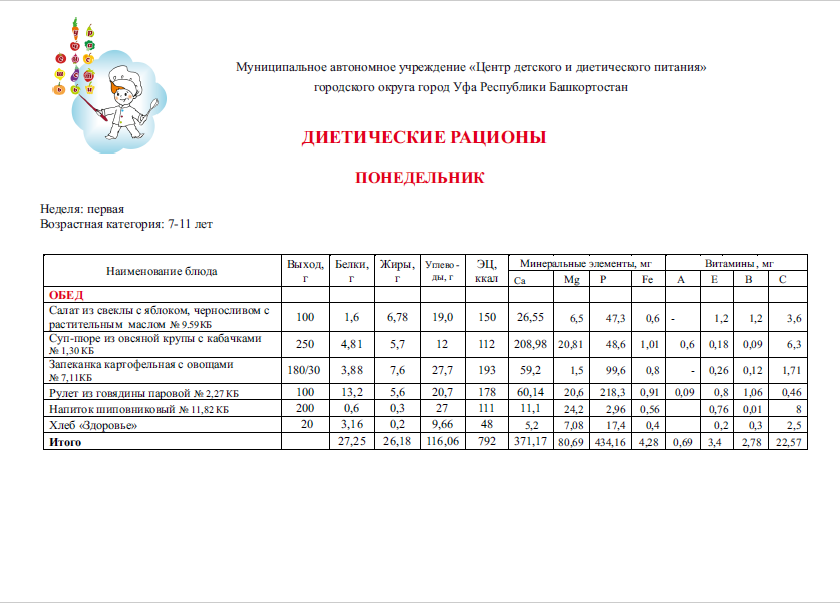 Муниципальное автономное учреждение «Центр детского и диетического питания»
городского округа город Уфа Республики Башкортостан
ДИЕТИЧЕСКИЕ РАЦИОНЫ
ПОНЕДЕЛЬНИК
Неделя: первая
Возрастная категория: 7-11 лет
Наименование блюда Выход, г Белки, г Жиры, г Углево - ды, г ЭЦ, ккал Минеральные элементы, мг Витамины , мг
Ca Mg P Fe A E B C
ОБЕД
Салат из свеклы с яблоком, черносливом с
растительным маслом № 9.59КБ 100 1,6 6,78 19,0 150 26,55 6,5 47,3 0,6 - 1,2 1,2 3,6
Суп-пюре из овсяной крупы с кабачками
№ 1,30 КБ 250 4,81 5,7 12 112 208,98 20,81 48,6 1,01 0,6 0,18 0,09 6,3
Запеканка картофельная с овощами
№ 7,11КБ 180/30 3,88 7,6 27,7 193 59,2 1,5 99,6 0,8 - 0,26 0,12 1,71
Рулет из говядины паровой № 2,27 КБ 100 13,2 5,6 20,7 178 60,14 20,6 218,3 0,91 0,09 0,8 1,06 0,46
Напиток шиповниковый № 11,82 КБ 200 0,6 0,3 27 111 11,1 24,2 2,96 0,56 0,76 0,01 8
Хлеб «Здоровье» 20 3,16 0,2 9,66 48 5,2 7,08 17,4 0,4 0,2 0,3 2,5
Итого 27,25 26,18 116,06 792 371,17 80,69 434,16 4,28 0,69 3,4 2,78 22,57